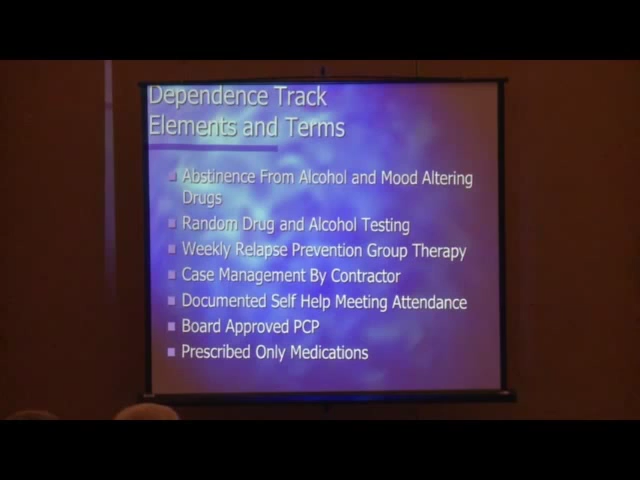 Dependence Track
Elements and Terms
Abstinence From Alcohol and Mood Altering
Drugs
Random Drug and Alcohol Testing
Weekly Relapse Prevention Group Therapy
Case Management By Contractor
Documented Self Help Meeting Attendance
Board Approved PCP
Prescribed Only Medications